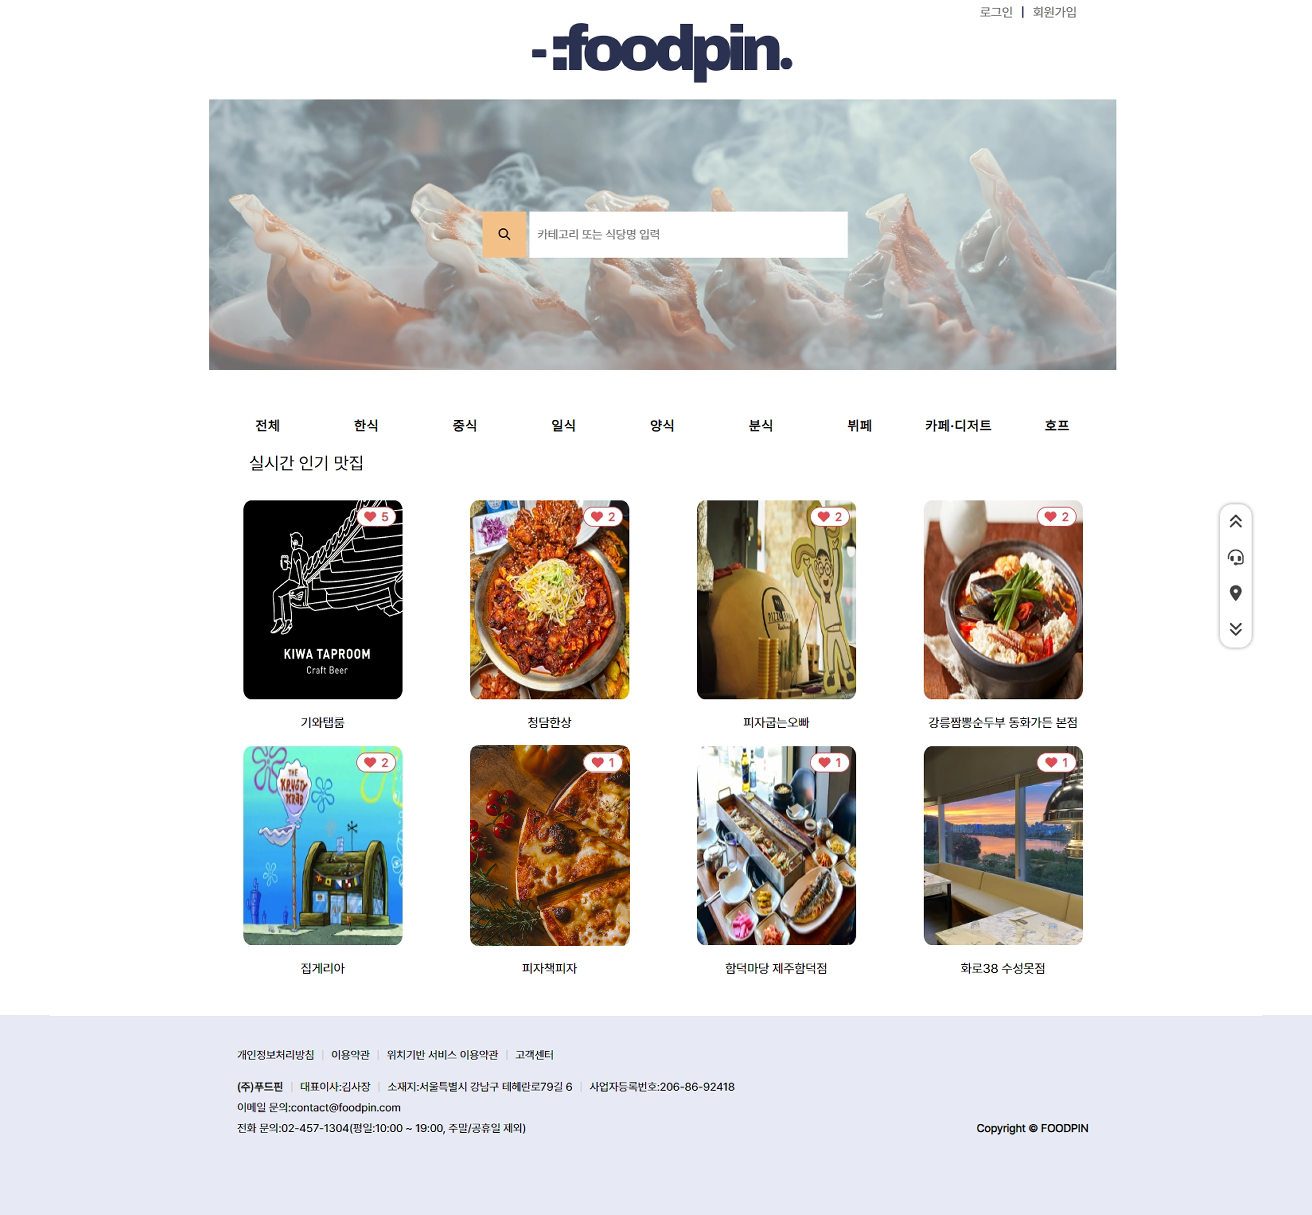 로그인 | 회원가입
-:foodpin.
카테고리 또는 식당명 입력
전체 한식 중식 일식 양식 분식 뷔페 카페·디저트 호프
실시간 인기 맛집
5 2 2 2
KIWA TAPROOM
Craft Beer
기와탭룸 청담한상 피자굽는오빠 강릉짬뽕순두부 동화가든 본점
2 1 1 1
THE
KRUSTY
KRAB
집게리아 피자책피자 함덕마당 제주함덕점 화로38 수성못점
개인정보처리방침 | 이용약관 | 위치기반 서비스 이용약관 | 고객센터
(주)푸드핀 | 대표이사:김사장 | 소재지:서울특별시 강남구 테헤란로79길 6 | 사업자등록번호:206-86-92418
이메일 문의:contact@foodpin.com
전화 문의:02-457-1304(평일:10:00 ~ 19:00, 주말/공휴일 제외) Copyright © FOODPIN